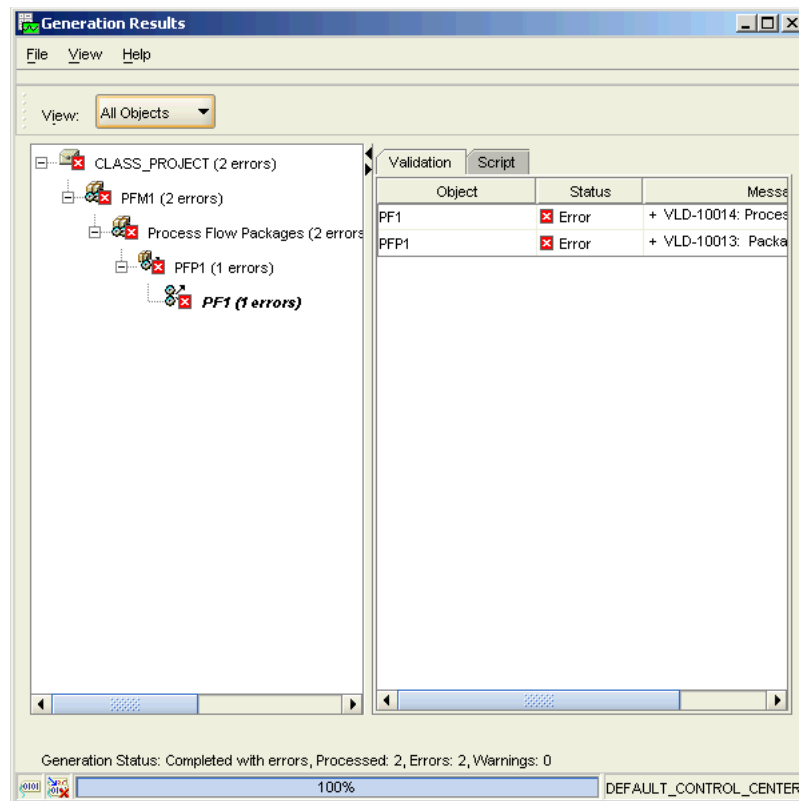 Generation Results
File View Help
View: All Objects
CLASS_PROJECT (2 errors)
PFM1 (2 errors)
Process Flow Packages (2 errors
PFP1 (1 errors)
PF1 (1 errors)
Validation Script
Object Status Messa
PF1 Error + VLD-10014: Proces
PFP1 Error + VLD-10013: Packa
Generation Status: Completed with errors, Processed: 2, Errors: 2, Warnings: 0
100% DEFAULT_CONTROL_CENTER